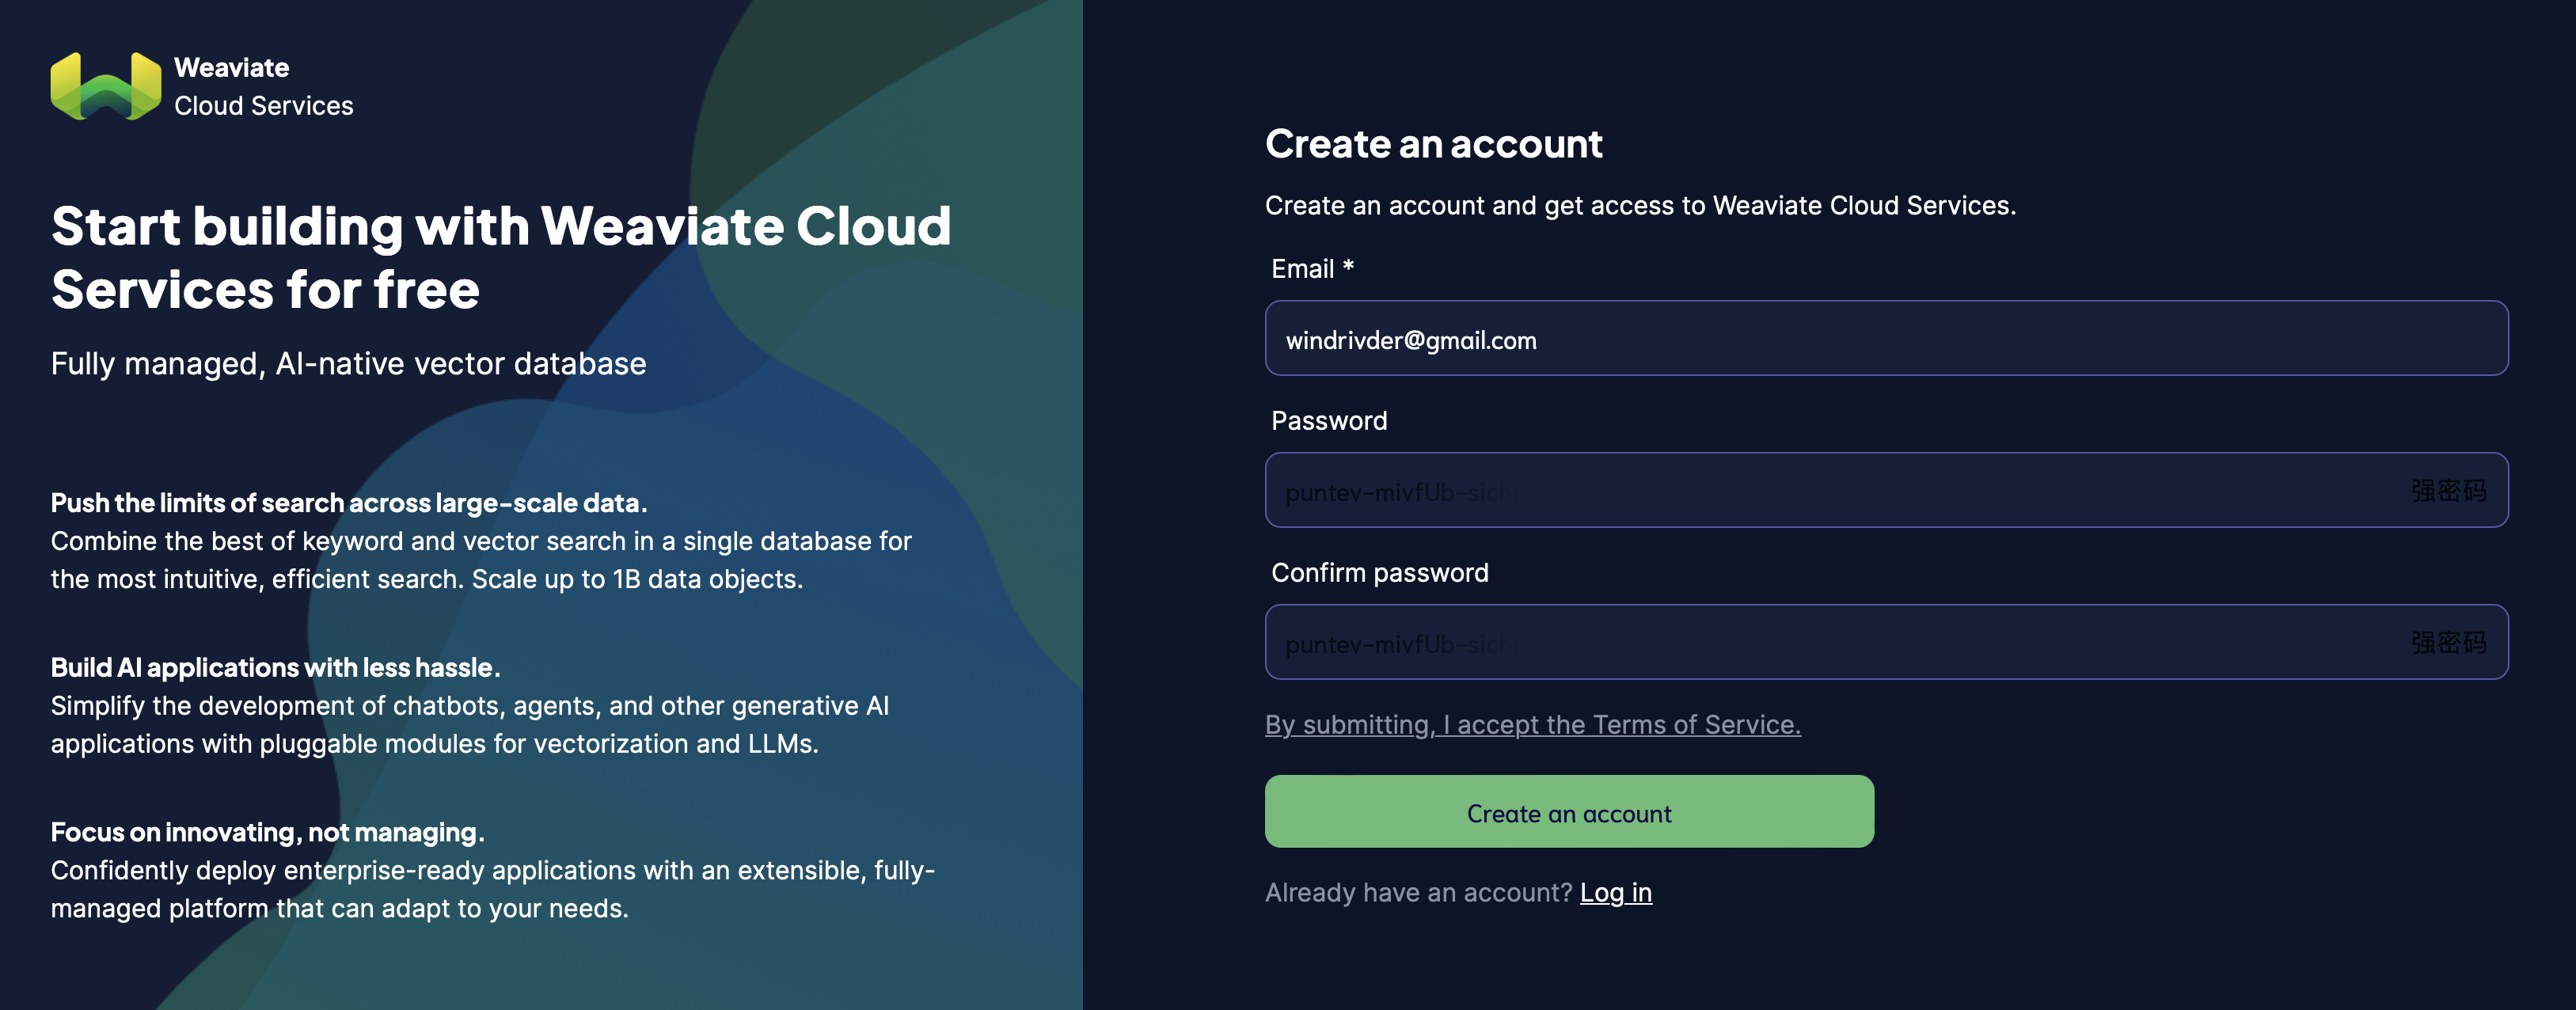 Weaviate
Cloud Services
Start building with Weaviate Cloud
Services for free
Fully managed, AI-native vector database
Push the limits of search across large-scale data.
Combine the best of keyword and vector search in a single database for
the most intuitive, efficient search. Scale up to 1B data objects.
Build AI applications with less hassle.
Simplify the development of chatbots, agents, and other generative AI
applications with pluggable modules for vectorization and LLMs.
Focus on innovating, not managing.
Confidently deploy enterprise-ready applications with an extensible, fully-
managed platform that can adapt to your needs.
Create an account
Create an account and get access to Weaviate Cloud Services.
Email *
windrivder@gmail.com
Password
puntev-mivfUb- 强密码
Confirm password
puntev-mivfUb- 强密码
By submitting, I accept the Terms of Service.
Create an account
Already have an account? Log in